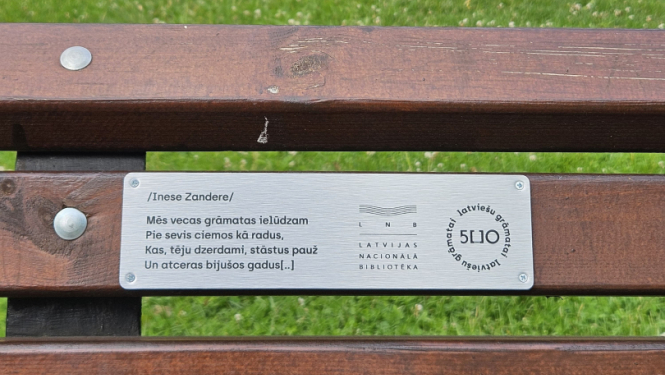 /Inese Zandere/
Mēs vecas grāmatas ielūdzam
Pie sevis ciemos kā radus,
Kas, tēju dzerdami, stāstus pauž
Un atceras bijušos gadus[..]
L N B
LATVIJAS
NACIONĀLĀ
BIBLIOTĒKA
latviešu grāmatai latviešu grāmatai
500